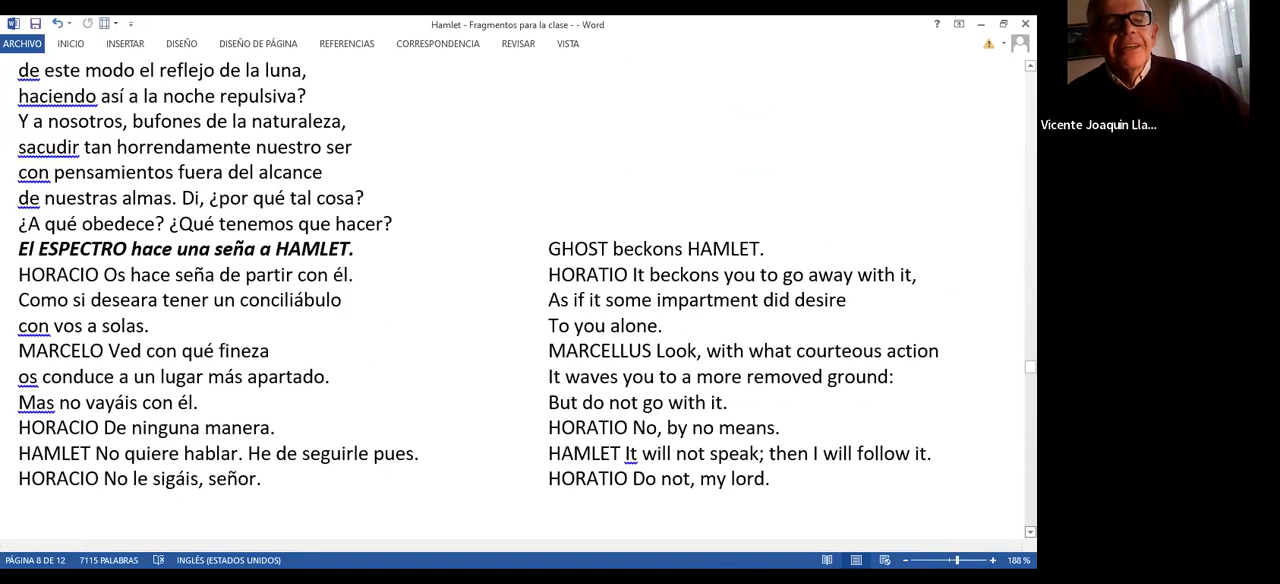 Hamlet - Fragmentos para la clase - - Word
?
ARCHIVO INICIO INSERTAR DISEÑO DISEÑO DE PÁGINA REFERENCIAS CORRESPONDENCIA REVISAR VISTA
de este modo el reflejo de la luna,
haciendo así a la noche repulsiva?
Y a nosotros, bufones de la naturaleza,
sacudir tan horrendamente nuestro ser
con pensamientos fuera del alcance
de nuestras almas. Di, ¿por qué tal cosa?
¿A qué obedece? ¿Qué tenemos que hacer?
El ESPECTRO hace una seña a HAMLET.
HORACIO Os hace seña de partir con él.
Como si deseara tener un conciliábulo
con vos a solas.
MARCELO Ved con qué fineza
os conduce a un lugar más apartado.
Mas no vayáis con él.
HORACIO De ninguna manera.
HAMLET No quiere hablar. He de seguirle pues.
HORACIO No le sigáis, señor.
GHOST beckons HAMLET.
HORATIO It beckons you to go away with it,
As if it some impartment did desire
To you alone.
MARCELLUS Look, with what courteous action
It waves you to a more removed ground:
But do not go with it.
HORATIO No, by no means.
HAMLET It will not speak; then I will follow it.
HORATIO Do not, my lord.
Vicente Joaquin Lla...
PÁGINA 8 DE 12 7115 PALABRAS INGLÉS (ESTADOS UNIDOS) 188 %